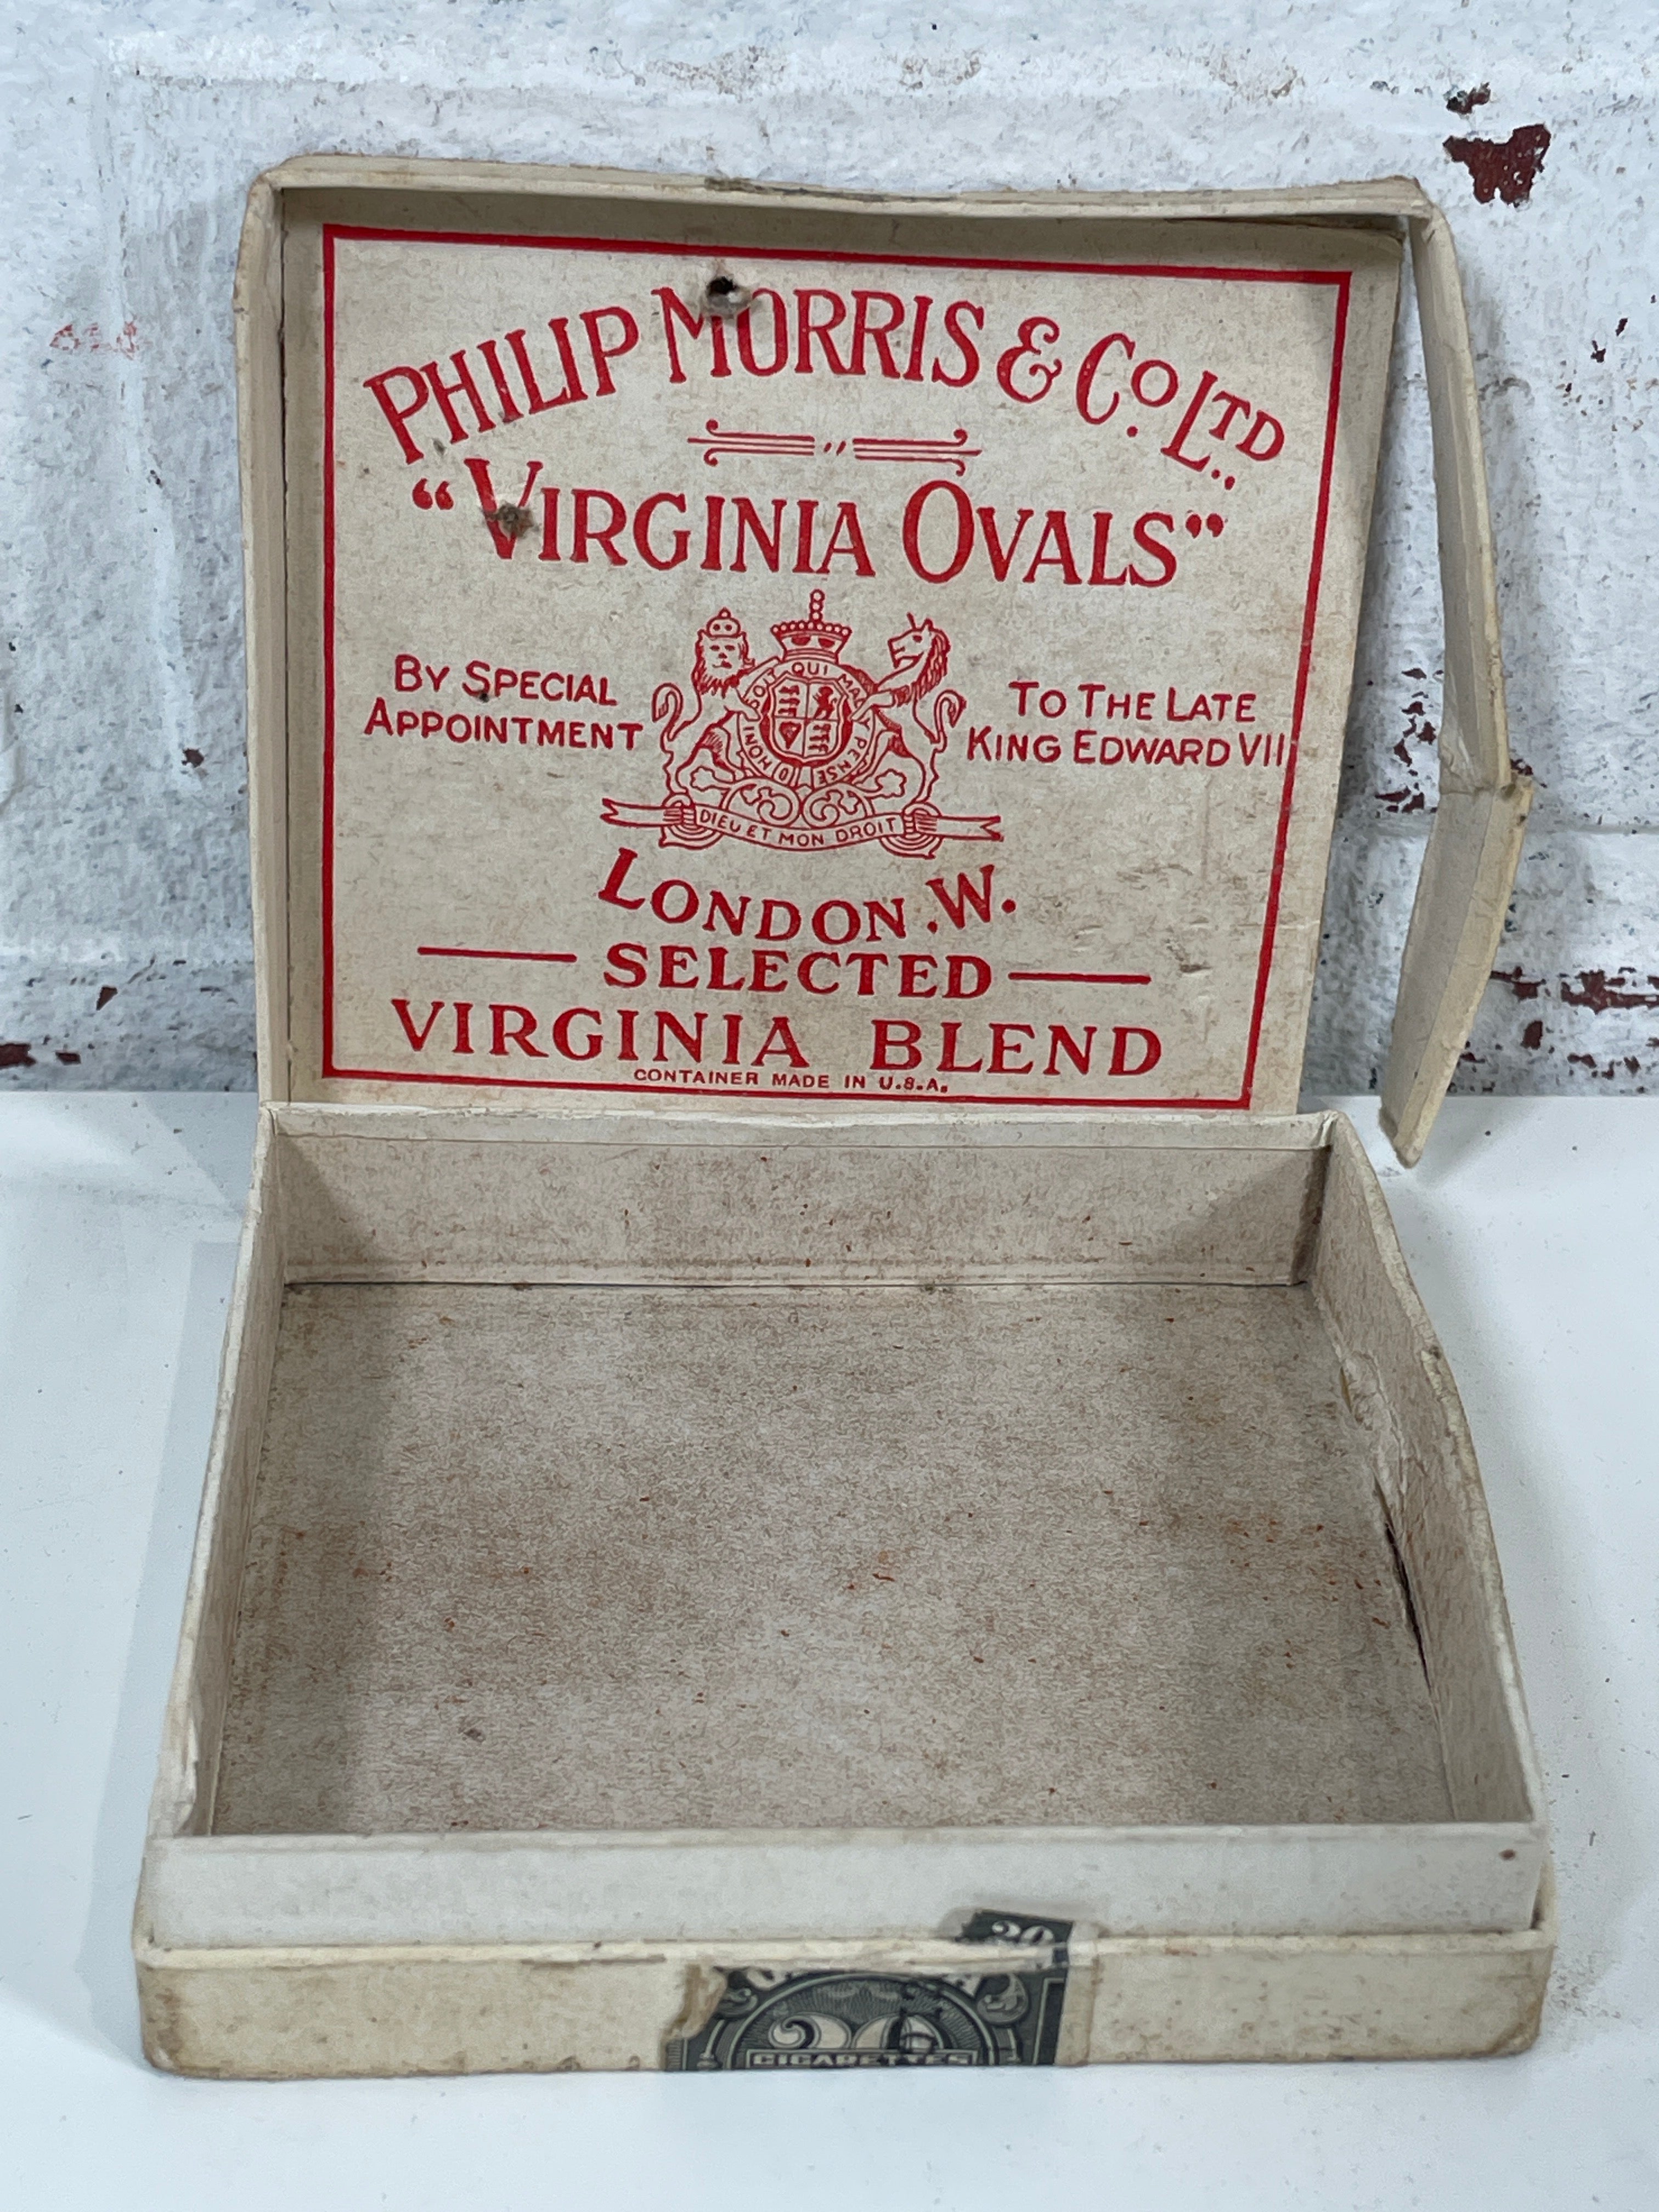 PHILIP MORRIS & CO. LTD.,
"VIRGINIA OVALS"
BY SPECIAL
APPOINTMENT
TO THE LATE
KING EDWARD VII
HONI SOIT QUI MAL PENSE
DIEU ET MON DROIT
LONDON.W.
SELECTED
VIRGINIA BLEND
CONTAINER MADE IN U.S.A.
20
20
CIGARETTES